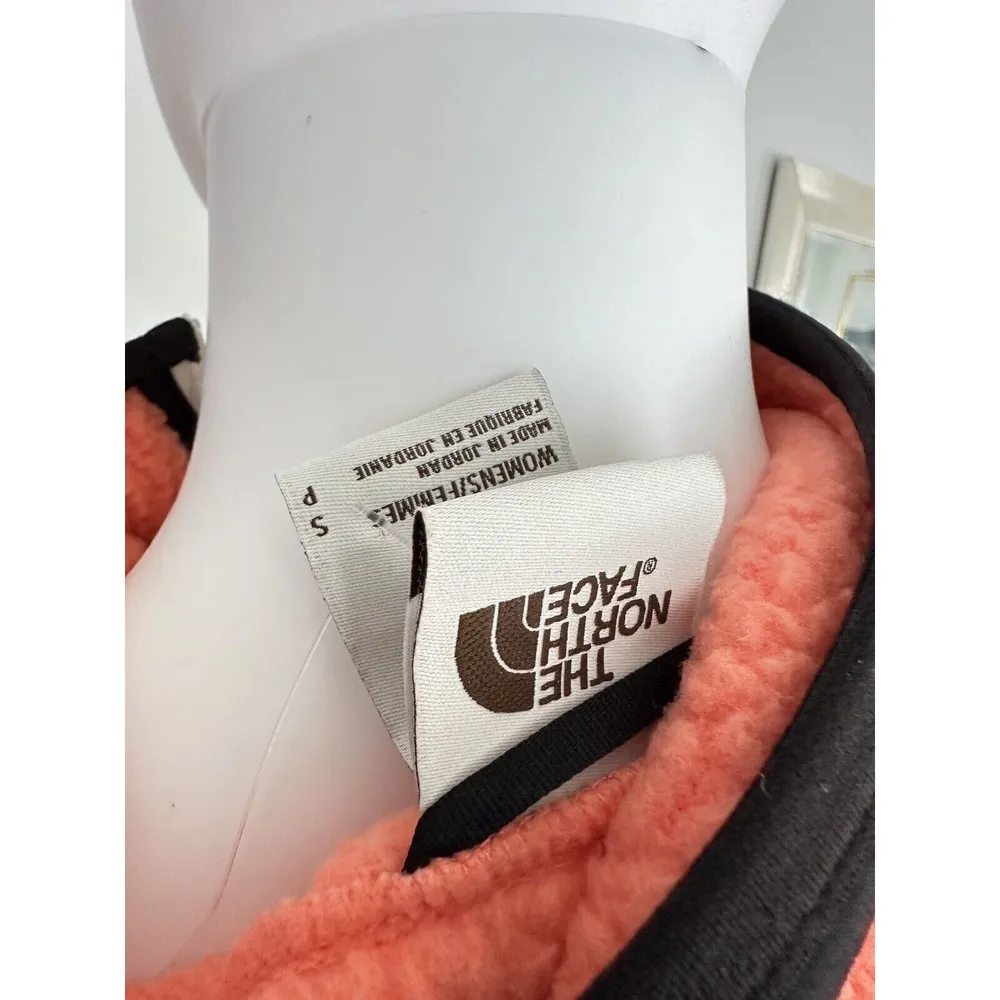 THE
NORTH
FACE®
WOMENS/FEMMES
MADE IN JORDAN
FABRIQUE EN JORDANIE
S
P